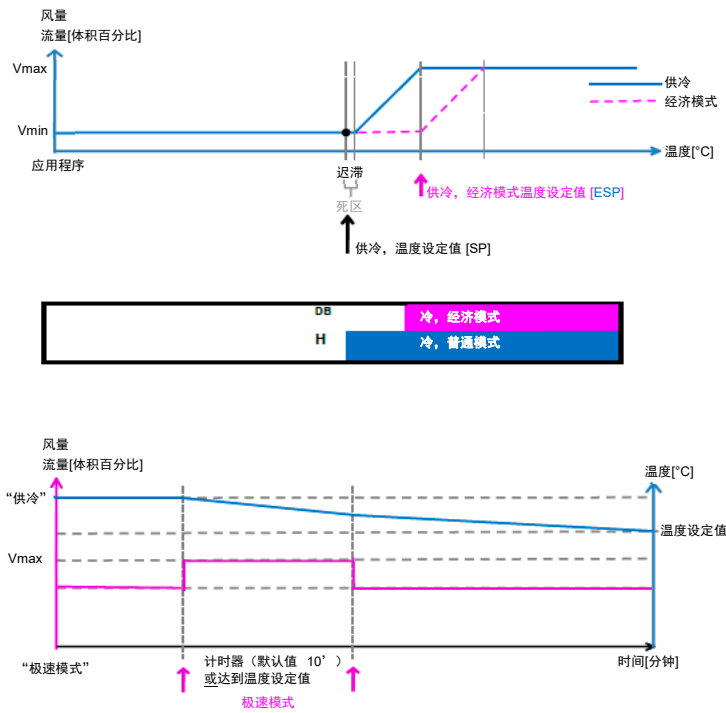 风量
流量[体积百分比]
Vmax
供冷
经济模式
Vmin
温度[°C]
应用程序
迟滞
死区
供冷，经济模式温度设定值 [ESP]
供冷，温度设定值 [SP]
DB
冷，经济模式
H
冷，普通模式
风量
流量[体积百分比]
温度[°C]
“供冷”
温度设定值
Vmax
“极速模式”
计时器（默认值 10’）
或达到温度设定值
时间[分钟]
极速模式